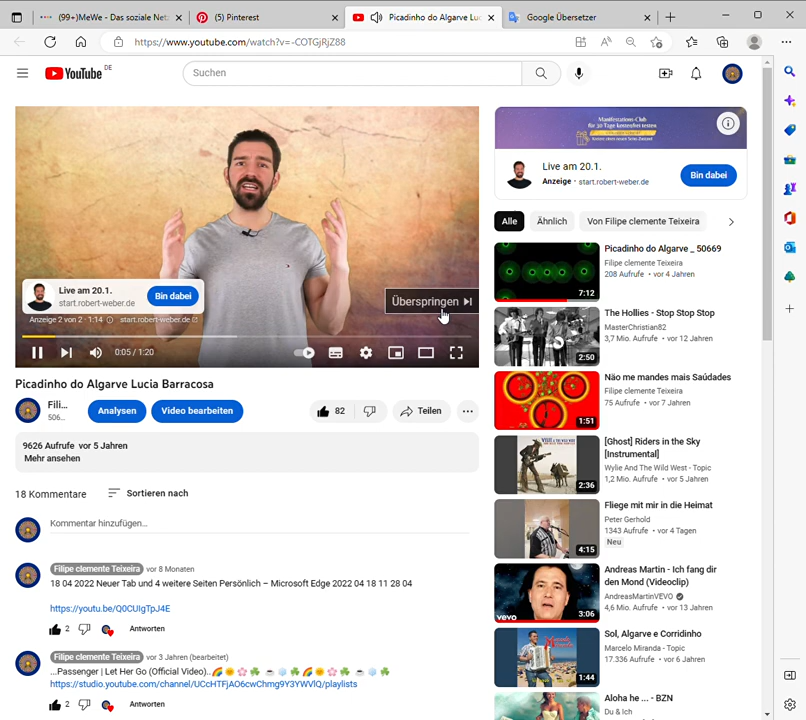 (99+)MeWe - Das soziale Net
(5) Pinterest
Picadinho do Algarve Luc
Google Übersetzer
https://www.youtube.com/watch?v=-COTGjRjZ88
YouTube DE
Suchen
Live am 20.1.
start.robert-weber.de
Bin dabei
Anzeige 2 von 2 · 1:14
start.robert-weber.de
Überspringen
0:05 / 1:20
Picadinho do Algarve Lucia Barracosa
Fili...
506...
Analysen
Video bearbeiten
82
Teilen
9626 Aufrufe vor 5 Jahren
Mehr ansehen
18 Kommentare
Sortieren nach
Kommentar hinzufügen...
Filipe clemente Teixeira vor 8 Monaten
18 04 2022 Neuer Tab und 4 weitere Seiten Persönlich – Microsoft Edge 2022 04 18 11 28 04
https://youtu.be/Q0CUIgTpJ4E
2
Antworten
Filipe clemente Teixeira vor 3 Jahren (bearbeitet)
...Passenger | Let Her Go (Official Video)..🌈🌞🌸☘ ☕❄☘🌈🌞🌸☘ ☕❄☘
https://studio.youtube.com/channel/UCcHTFjAO6cwChmg9Y3YWVlQ/playlists
2
Antworten
Manifestations-Club
für 30 Tage kostenfrei testen
Live am 20.1.
Anzeige · start.robert-weber.de
Bin dabei
Alle
Ähnlich
Von Filipe clemente Teixeira
Picadinho do Algarve _ 50669
Filipe clemente Teixeira
208 Aufrufe • vor 4 Jahren
7:12
The Hollies - Stop Stop Stop
MasterChristian82
3,7 Mio. Aufrufe • vor 12 Jahren
2:50
Não me mandes mais Saúdades
Filipe clemente Teixeira
75 Aufrufe • vor 7 Jahren
1:51
[Ghost] Riders in the Sky
[Instrumental]
Wylie And The Wild West - Topic
1,2 Mio. Aufrufe • vor 5 Jahren
2:36
Fliege mit mir in die Heimat
Peter Gerhold
1343 Aufrufe • vor 4 Tagen
Neu
4:15
Andreas Martin - Ich fang dir
den Mond (Videoclip)
AndreasMartinVEVO
4,6 Mio. Aufrufe • vor 13 Jahren
vevo
3:06
Sol, Algarve e Corridinho
Marcelo Miranda - Topic
17.336 Aufrufe • vor 6 Jahren
1:44
Aloha he ... - BZN
Du & Ich